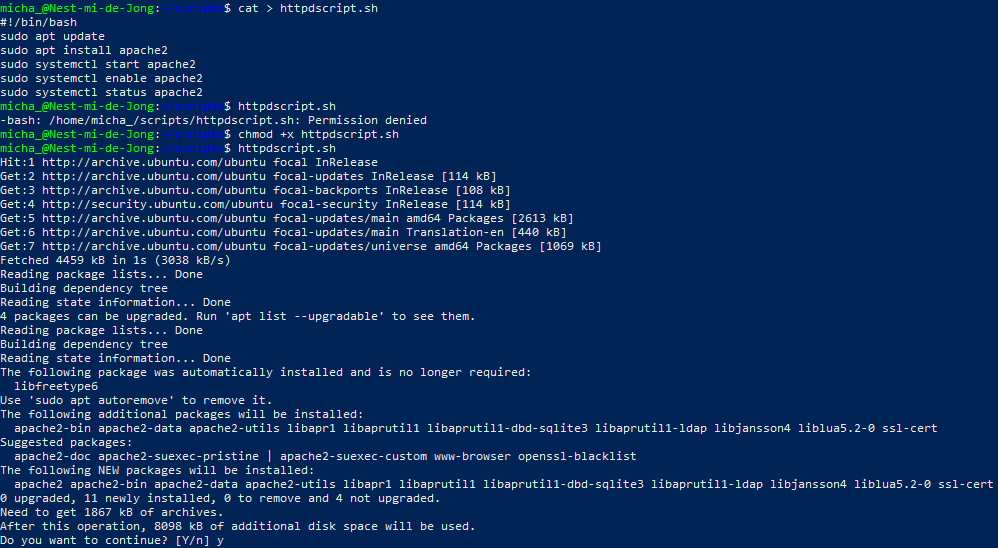 micha_@Nest-mi-de-Jong:~/scripts$ cat > httpdscript.sh
#!/bin/bash
sudo apt update
sudo apt install apache2
sudo systemctl start apache2
sudo systemctl enable apache2
sudo systemctl status apache2
micha_@Nest-mi-de-Jong:~/scripts$ httpdscript.sh
-bash: /home/micha_/scripts/httpdscript.sh: Permission denied
micha_@Nest-mi-de-Jong:~/scripts$ chmod +x httpdscript.sh
micha_@Nest-mi-de-Jong:~/scripts$ httpdscript.sh
Hit:1 http://archive.ubuntu.com/ubuntu focal InRelease
Get:2 http://archive.ubuntu.com/ubuntu focal-updates InRelease [114 kB]
Get:3 http://archive.ubuntu.com/ubuntu focal-backports InRelease [108 kB]
Get:4 http://security.ubuntu.com/ubuntu focal-security InRelease [114 kB]
Get:5 http://archive.ubuntu.com/ubuntu focal-updates/main amd64 Packages [2613 kB]
Get:6 http://archive.ubuntu.com/ubuntu focal-updates/main Translation-en [440 kB]
Get:7 http://archive.ubuntu.com/ubuntu focal-updates/universe amd64 Packages [1069 kB]
Fetched 4459 kB in 1s (3038 kB/s)
Reading package lists... Done
Building dependency tree
Reading state information... Done
4 packages can be upgraded. Run 'apt list --upgradable' to see them.
Reading package lists... Done
Building dependency tree
Reading state information... Done
The following package was automatically installed and is no longer required:
  libfreetype6
Use 'sudo apt autoremove' to remove it.
The following additional packages will be installed:
  apache2-bin apache2-data apache2-utils libapr1 libaprutil1 libaprutil1-dbd-sqlite3 libaprutil1-ldap libjansson4 liblua5.2-0 ssl-cert
Suggested packages:
  apache2-doc apache2-suexec-pristine | apache2-suexec-custom www-browser openssl-blacklist
The following NEW packages will be installed:
  apache2 apache2-bin apache2-data apache2-utils libapr1 libaprutil1 libaprutil1-dbd-sqlite3 libaprutil1-ldap libjansson4 liblua5.2-0 ssl-cert
0 upgraded, 11 newly installed, 0 to remove and 4 not upgraded.
Need to get 1867 kB of archives.
After this operation, 8098 kB of additional disk space will be used.
Do you want to continue? [Y/n] y